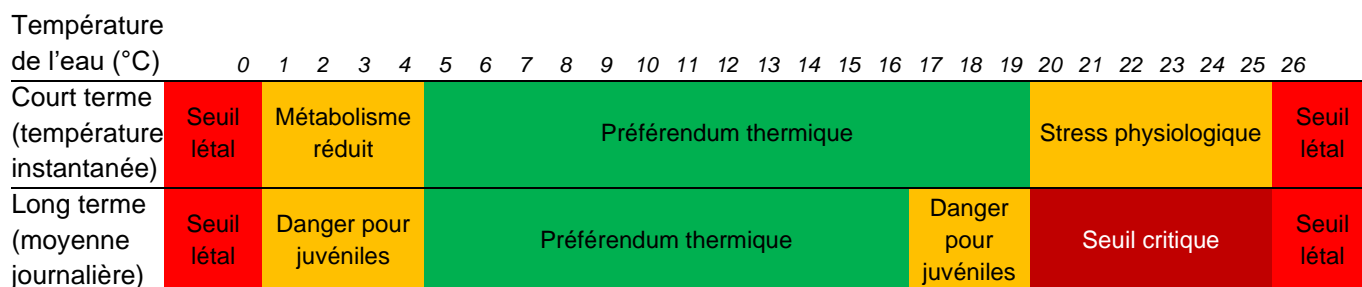 Température
de l’eau (°C) 0 1 2 3 4 5 6 7 8 9 10 11 12 13 14 15 16 17 18 19 20 21 22 23 24 25 26
Court terme
(température
instantanée)
Seuil
létal
Métabolisme
réduit
Préférendum thermique
Stress physiologique
Seuil
létal
Long terme
(moyenne
journalière)
Seuil
létal
Danger pour
juvéniles
Préférendum thermique
Danger
pour
juvéniles
Seuil critique
Seuil
létal